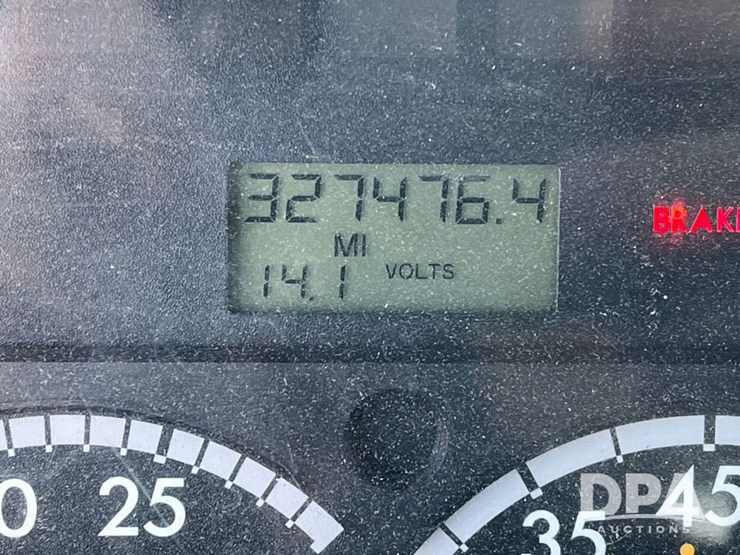 327476.4
MI
14.1 VOLTS
BRAKE
0 25
35 45
DPA
AUCTIONS